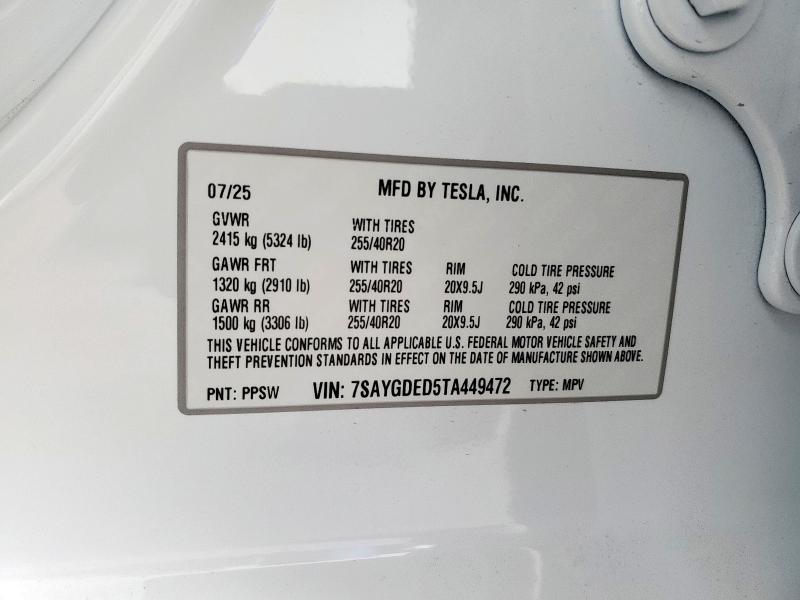 07/25 MFD BY TESLA, INC.
GVWR WITH TIRES
2415 kg (5324 lb) 255/40R20
GAWR FRT WITH TIRES RIM COLD TIRE PRESSURE
1320 kg (2910 lb) 255/40R20 20X9.5J 290 kPa, 42 psi
GAWR RR WITH TIRES RIM COLD TIRE PRESSURE
1500 kg (3306 lb) 255/40R20 20X9.5J 290 kPa, 42 psi
THIS VEHICLE CONFORMS TO ALL APPLICABLE U.S. FEDERAL MOTOR VEHICLE SAFETY AND
THEFT PREVENTION STANDARDS IN EFFECT ON THE DATE OF MANUFACTURE SHOWN ABOVE.
PNT: PPSW VIN: 7SAYGDED5TA449472 TYPE: MPV